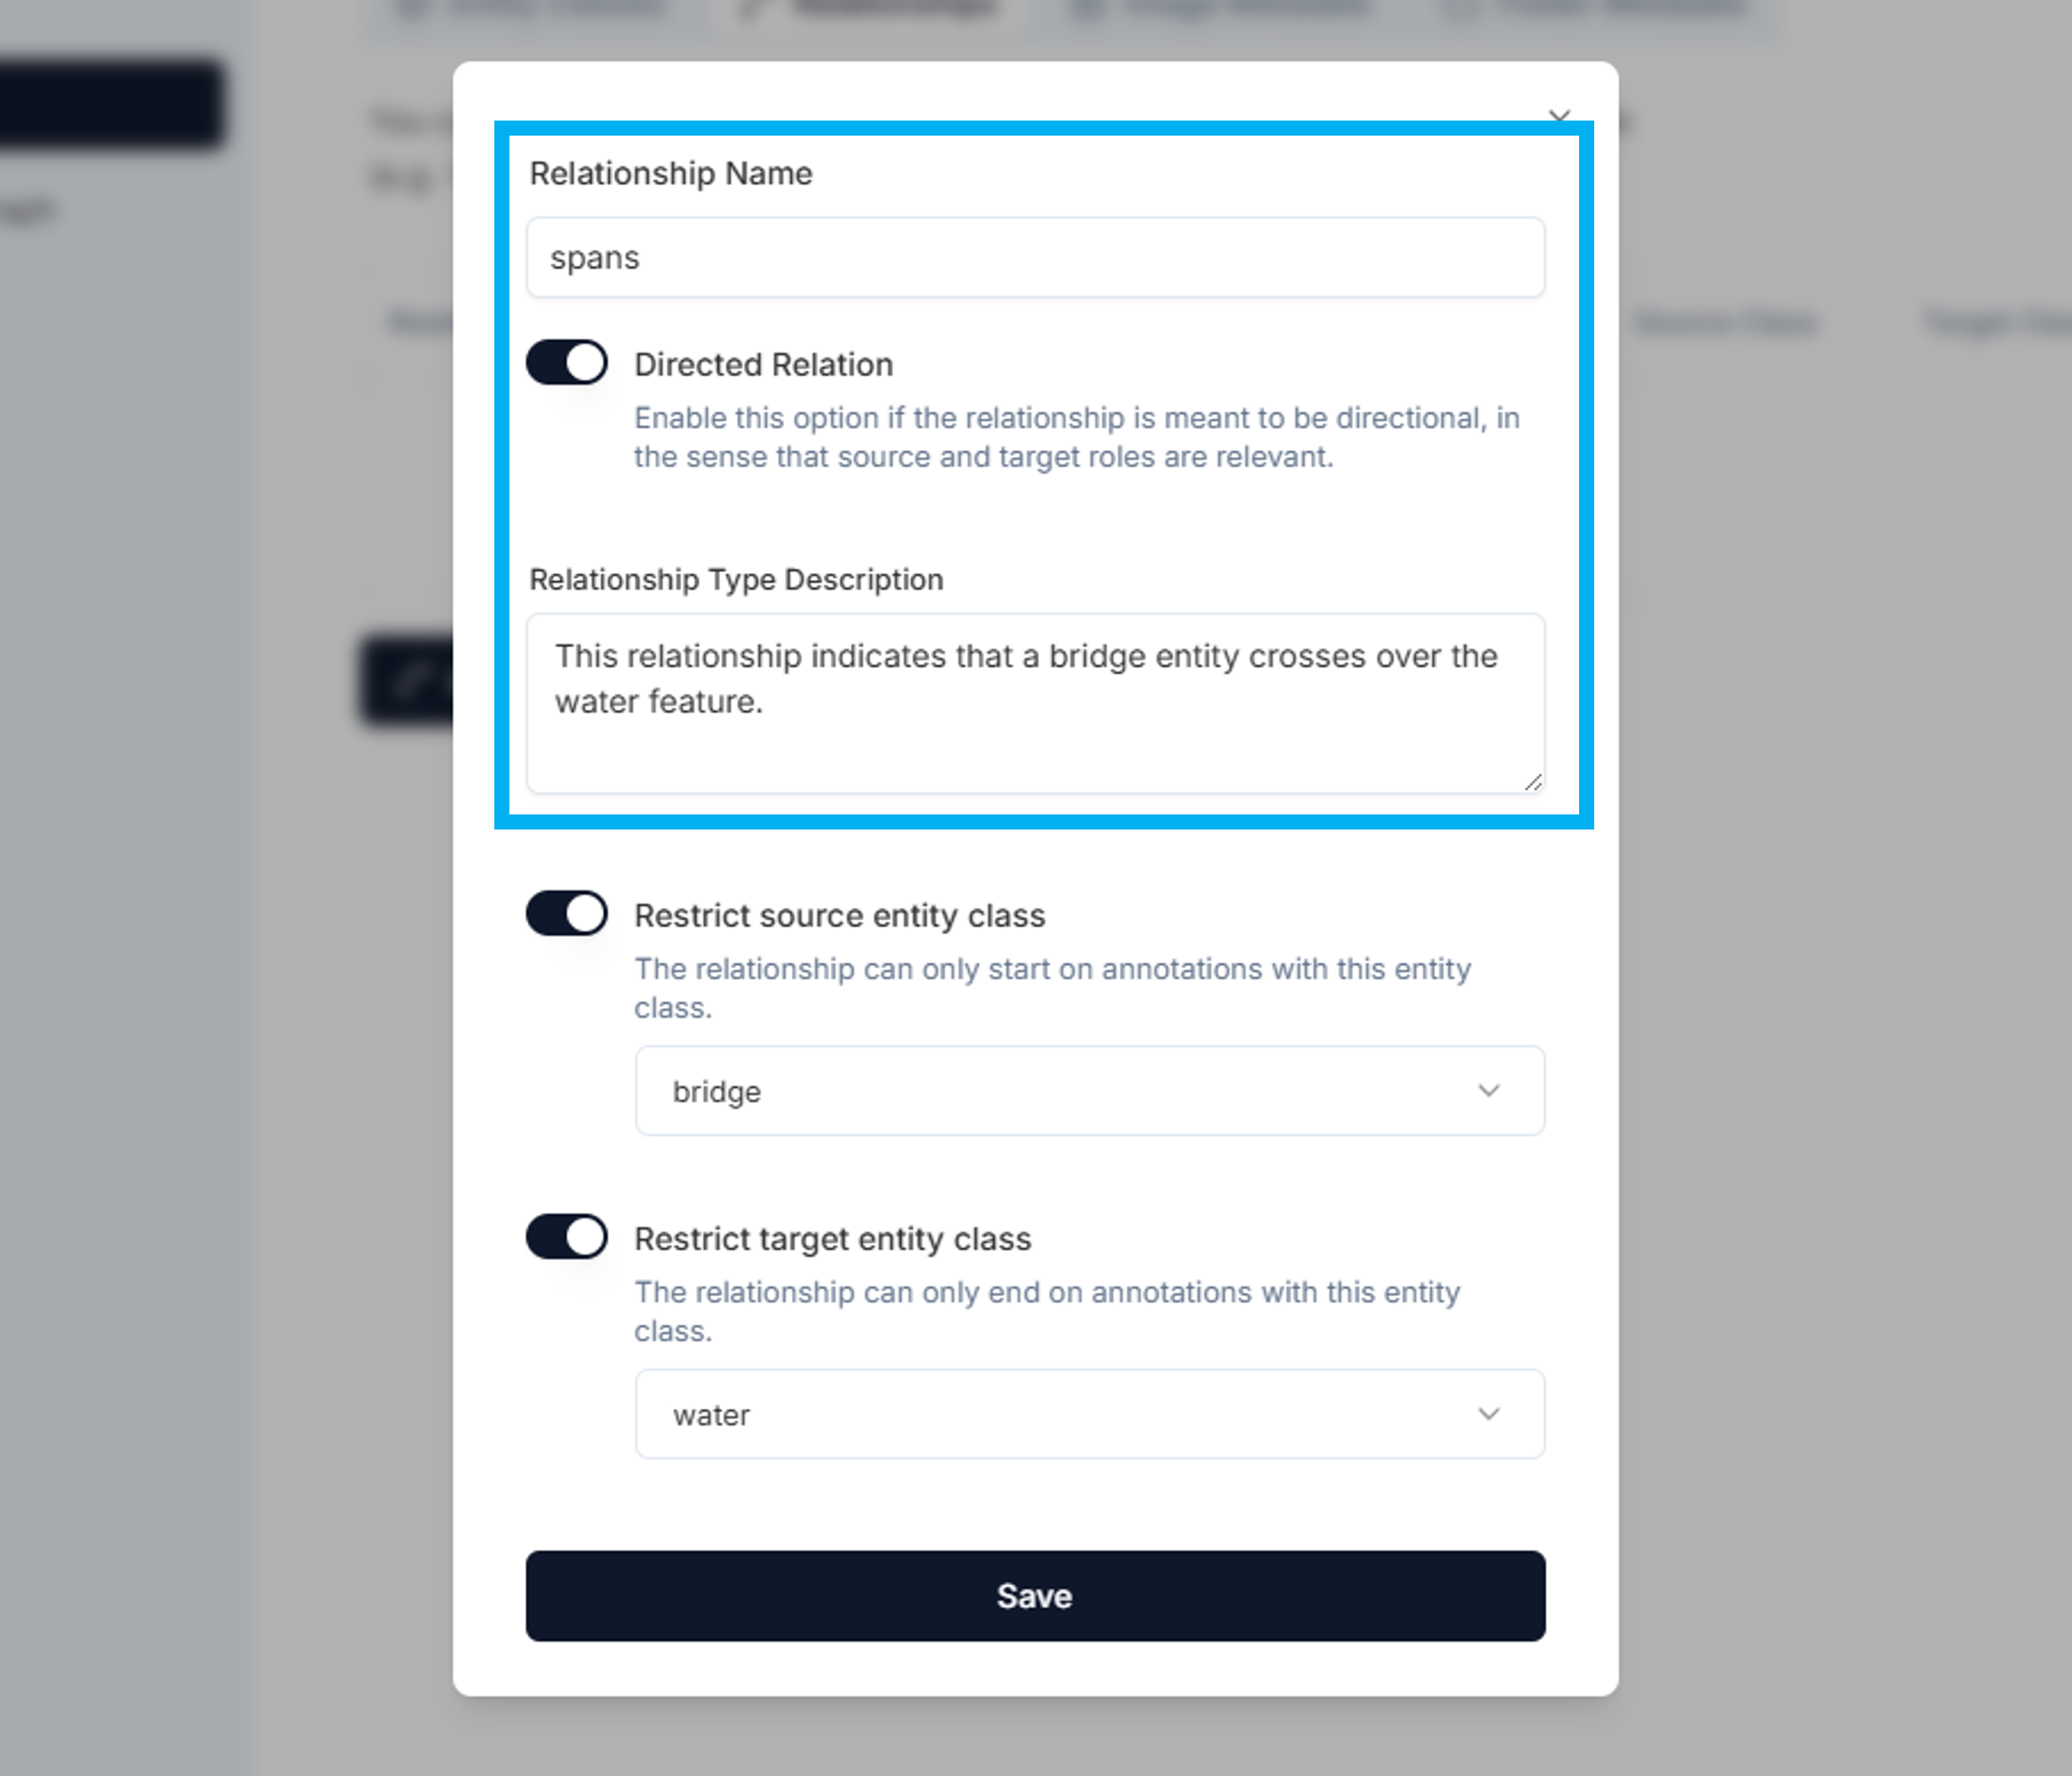 Relationship Name
spans
Directed Relation
Enable this option if the relationship is meant to be directional, in
the sense that source and target roles are relevant.
Relationship Type Description
This relationship indicates that a bridge entity crosses over the
water feature.
Restrict source entity class
The relationship can only start on annotations with this entity
class.
bridge
Restrict target entity class
The relationship can only end on annotations with this entity
class.
water
Save